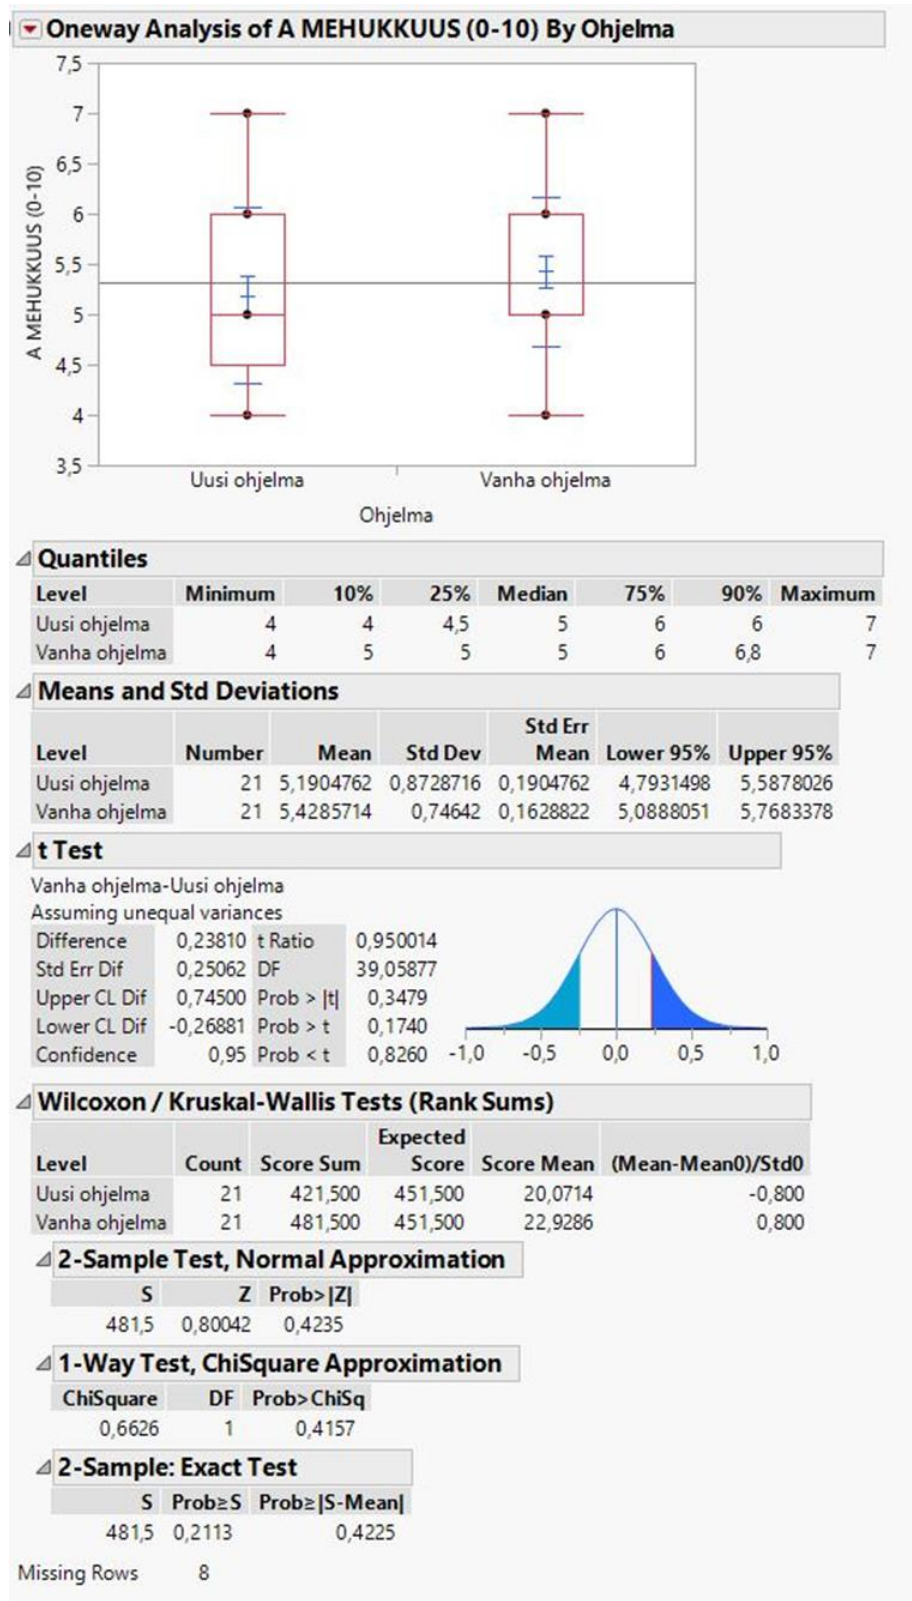 Oneway Analysis of A MEHUKKUUS (0-10) By Ohjelma
7,5
7
6,5
6
5,5
5
4,5
4
3,5
A MEHUKKUUS (0-10)
Uusi ohjelma Vanha ohjelma
Ohjelma
Quantiles
Level Minimum 10% 25% Median 75% 90% Maximum
Uusi ohjelma 4 4 4,5 5 6 6 7
Vanha ohjelma 4 5 5 5 6 6,8 7
Means and Std Deviations
Std Err
Level Number Mean Std Dev Mean Lower 95% Upper 95%
Uusi ohjelma 21 5,1904762 0,8728716 0,1904762 4,7931498 5,5878026
Vanha ohjelma 21 5,4285714 0,74642 0,1628822 5,0888051 5,7683378
t Test
Vanha ohjelma-Uusi ohjelma
Assuming unequal variances
Difference 0,23810 t Ratio 0,950014
Std Err Dif 0,25062 DF 39,05877
Upper CL Dif 0,74500 Prob > |t| 0,3479
Lower CL Dif -0,26881 Prob > t 0,1740
Confidence 0,95 Prob < t 0,8260
-1,0 -0,5 0,0 0,5 1,0
Wilcoxon / Kruskal-Wallis Tests (Rank Sums)
Expected
Level Count Score Sum Score Score Mean (Mean-Mean0)/Std0
Uusi ohjelma 21 421,500 451,500 20,0714 -0,800
Vanha ohjelma 21 481,500 451,500 22,9286 0,800
2-Sample Test, Normal Approximation
S Z Prob>|Z|
481,5 0,80042 0,4235
1-Way Test, ChiSquare Approximation
ChiSquare DF Prob>ChiSq
0,6626 1 0,4157
2-Sample: Exact Test
S Prob≥S Prob≥|S-Mean|
481,5 0,2113 0,4225
Missing Rows 8